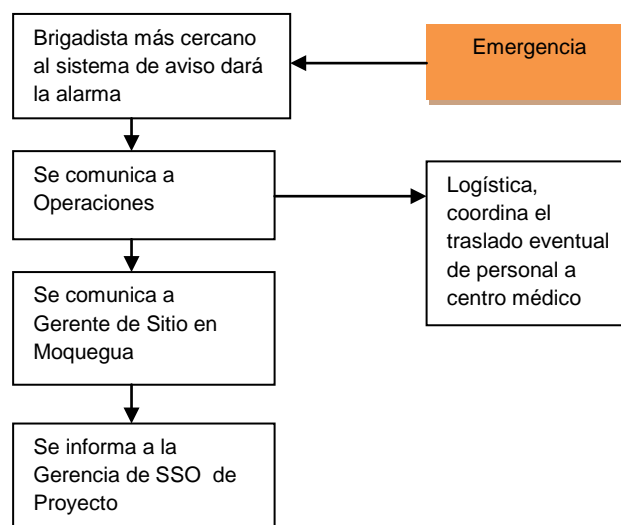 Brigadista más cercano
al sistema de aviso dará
la alarma
Emergencia
Se comunica a
Operaciones
Logística,
coordina el
traslado eventual
de personal a
centro médico
Se comunica a
Gerente de Sitio en
Moquegua
Se informa a la
Gerencia de SSO de
Proyecto